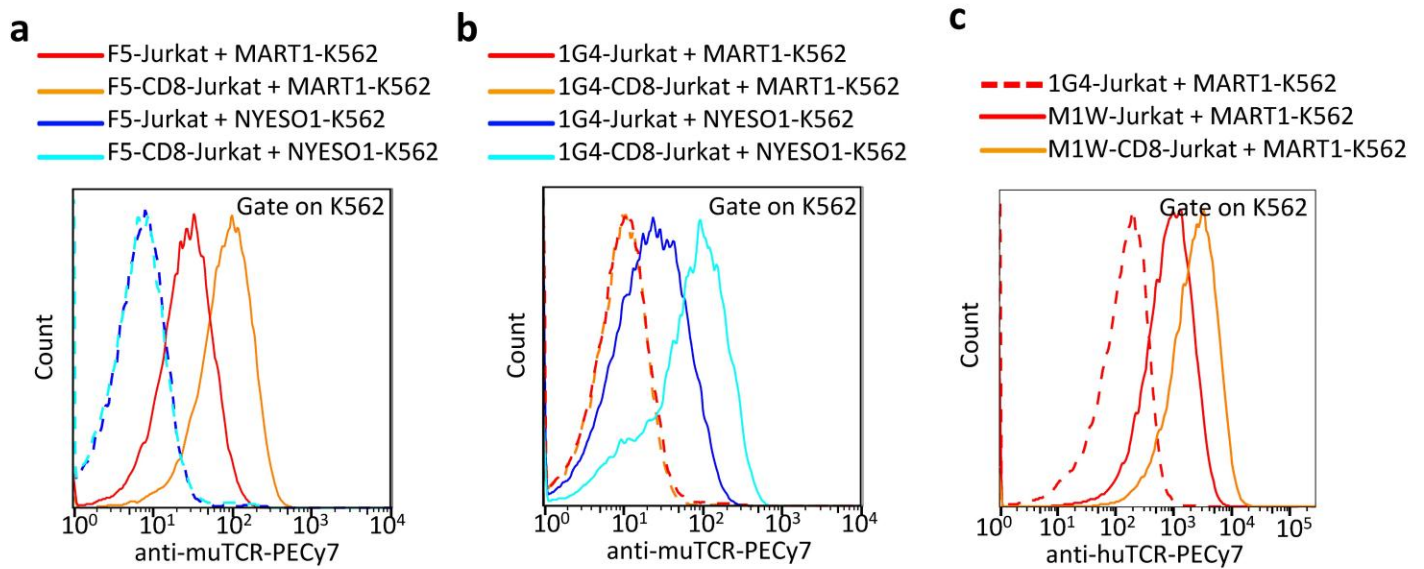 a
F5-Jurkat + MART1-K562
F5-CD8-Jurkat + MART1-K562
F5-Jurkat + NYESO1-K562
F5-CD8-Jurkat + NYESO1-K562
Gate on K562
Count
10^0 10^1 10^2 10^3 10^4
anti-muTCR-PECy7
b
1G4-Jurkat + MART1-K562
1G4-CD8-Jurkat + MART1-K562
1G4-Jurkat + NYESO1-K562
1G4-CD8-Jurkat + NYESO1-K562
Gate on K562
Count
10^0 10^1 10^2 10^3 10^4
anti-muTCR-PECy7
c
1G4-Jurkat + MART1-K562
M1W-Jurkat + MART1-K562
M1W-CD8-Jurkat + MART1-K562
Gate on K562
Count
10^0 10^1 10^2 10^3 10^4 10^5
anti-huTCR-PECy7